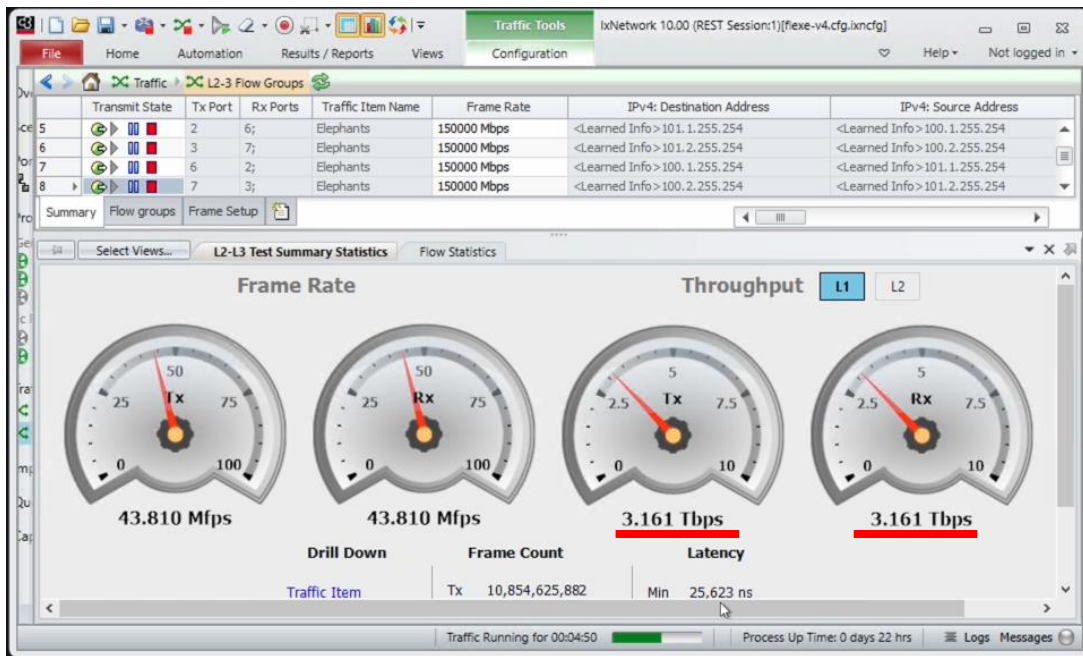 Traffic Tools
IxNetwork 10.00 (REST Session:1)[flexe-v4.cfg.ixncfg]
File Home Automation Results / Reports Views Configuration Help Not logged in
Traffic L2-3 Flow Groups
Transmit State Tx Port Rx Ports Traffic Item Name Frame Rate IPv4: Destination Address IPv4: Source Address
5 2 6; Elephants 150000 Mbps <Learned Info>101.1.255.254 <Learned Info>100.1.255.254
6 3 7; Elephants 150000 Mbps <Learned Info>101.2.255.254 <Learned Info>100.2.255.254
7 6 2; Elephants 150000 Mbps <Learned Info>100.1.255.254 <Learned Info>101.1.255.254
8 7 3; Elephants 150000 Mbps <Learned Info>100.2.255.254 <Learned Info>101.2.255.254
Summary Flow groups Frame Setup
Select Views... L2-L3 Test Summary Statistics Flow Statistics
Frame Rate Throughput L1 L2
50 50 5 5
25 Tx 75 25 Rx 75 2.5 Tx 7.5 2.5 Rx 7.5
0 100 0 100 0 10 0 10
43.810 Mfps 43.810 Mfps 3.161 Tbps 3.161 Tbps
Drill Down Frame Count Latency
Traffic Item Tx 10,854,625,882 Min 25,623 ns
Traffic Running for 00:04:50 Process Up Time: 0 days 22 hrs Logs Messages